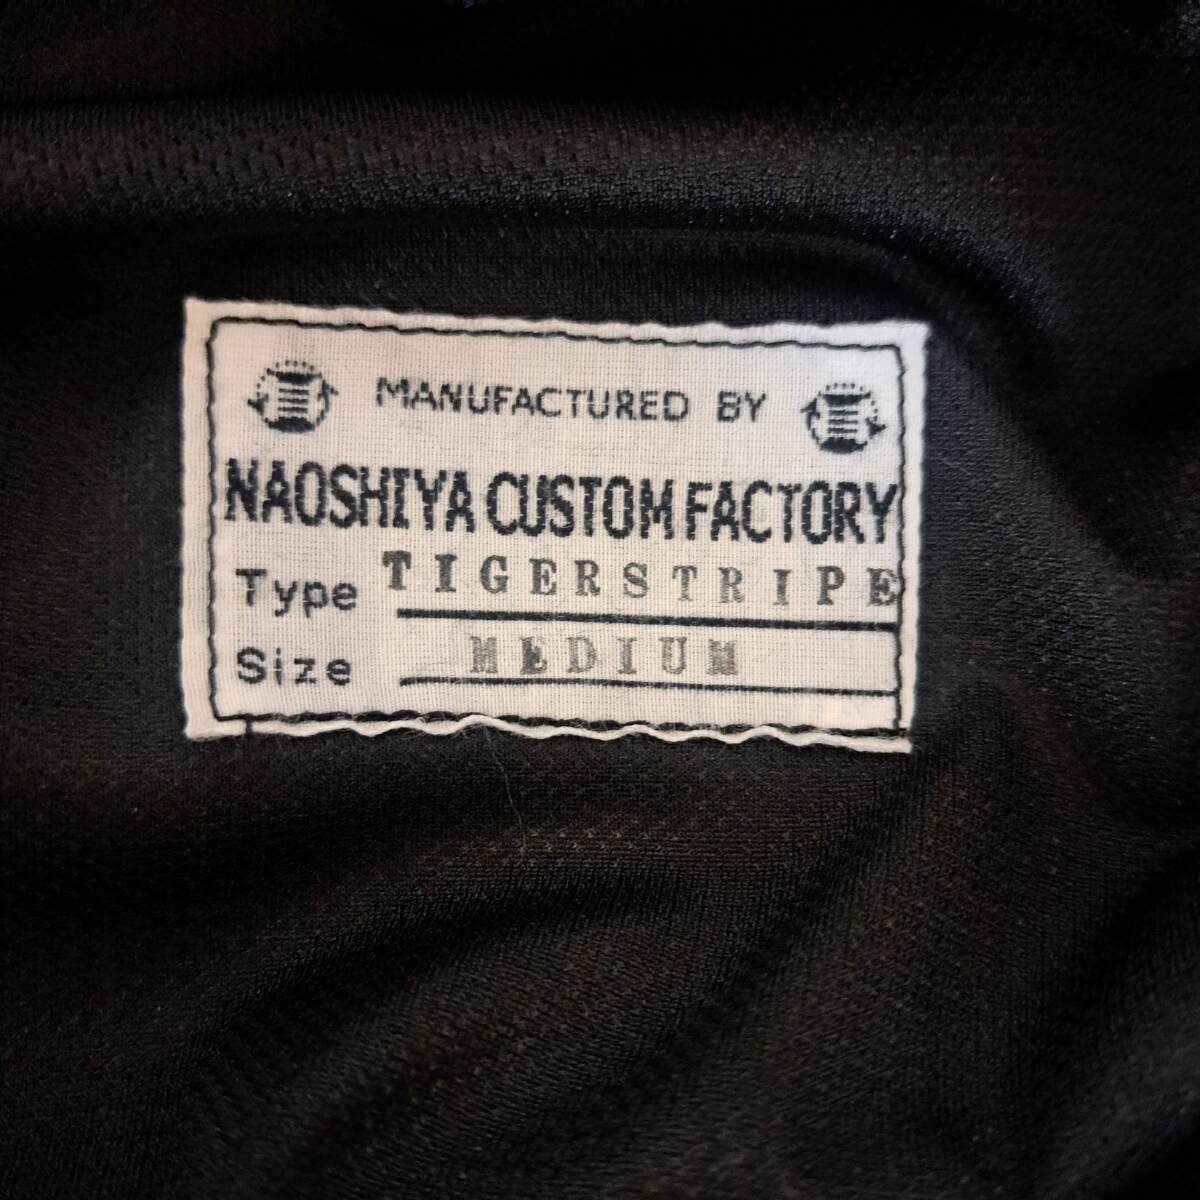 MANUFACTURED BY
NAOSHIYA CUSTOM FACTORY
Type TIGERSTRIPE
Size MEDIUM